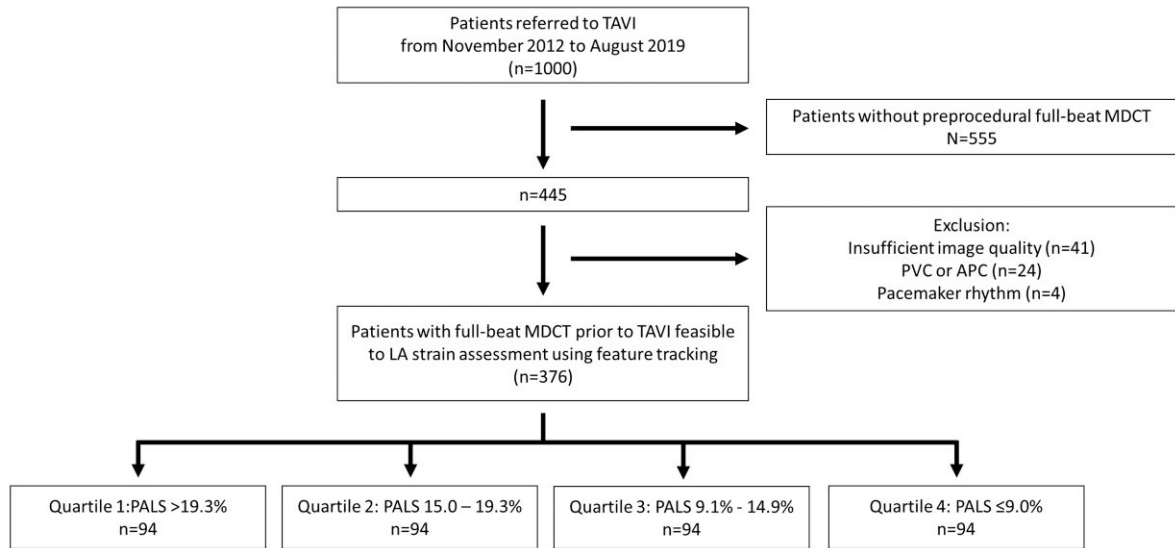 Patients referred to TAVI
from November 2012 to August 2019
(n=1000)
Patients without preprocedural full-beat MDCT
N=555
n=445
Exclusion:
Insufficient image quality (n=41)
PVC or APC (n=24)
Pacemaker rhythm (n=4)
Patients with full-beat MDCT prior to TAVI feasible
to LA strain assessment using feature tracking
(n=376)
Quartile 1:PALS >19.3%
n=94
Quartile 2: PALS 15.0 – 19.3%
n=94
Quartile 3: PALS 9.1% - 14.9%
n=94
Quartile 4: PALS ≤9.0%
n=94